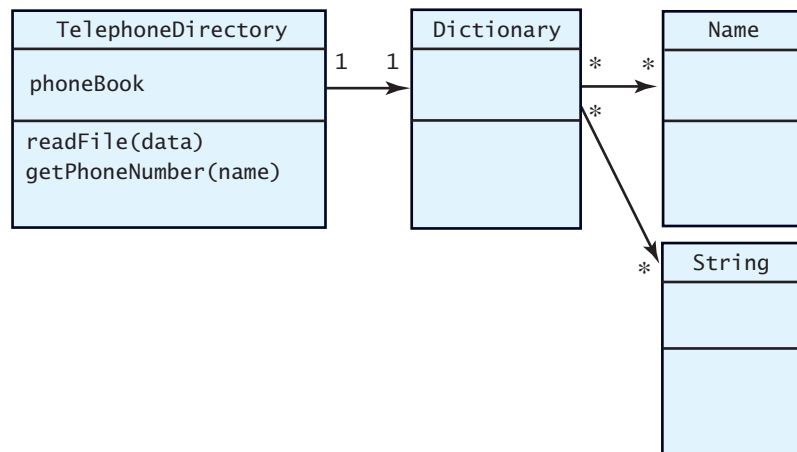 TelephoneDirectory
phoneBook
readFile(data)
getPhoneNumber(name)
1 1
Dictionary
* *
*
*
Name
String